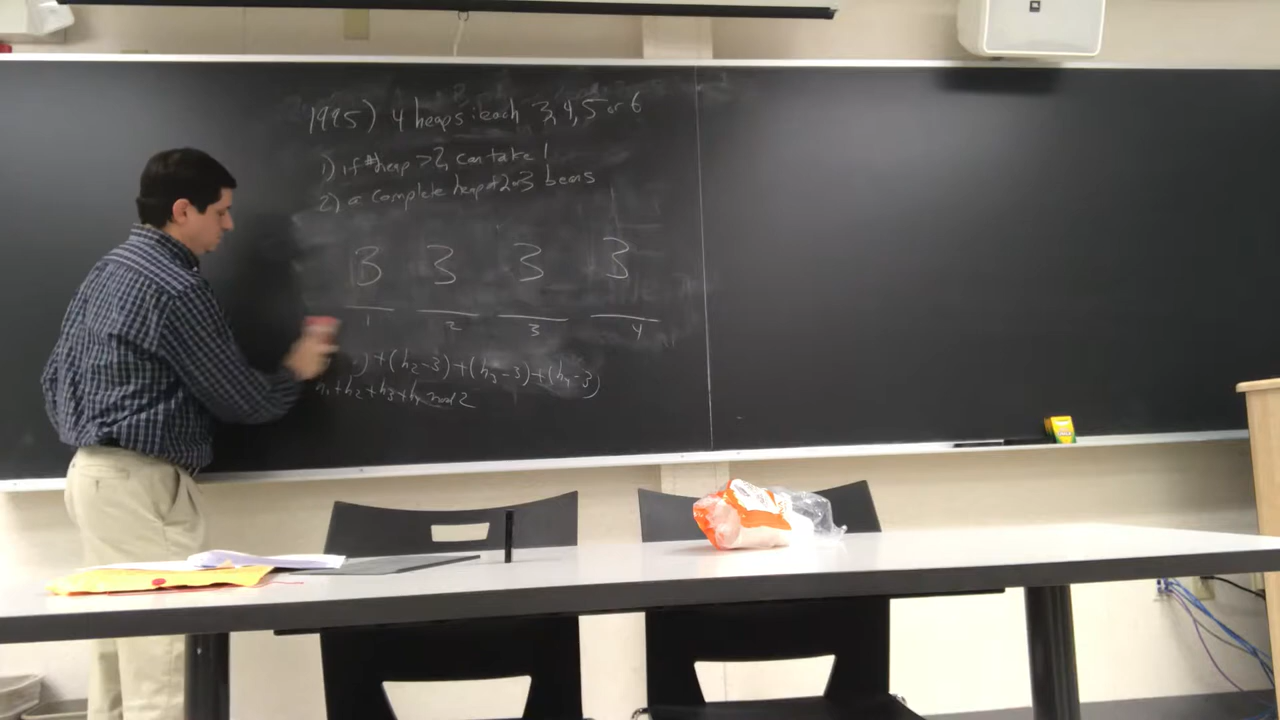 1995) 4 heaps: each 3, 4, 5 or 6
1) if #heap > 2, can take 1
2) a complete heap of 2 or 3 beans
3 3 3 3
1 2 3 4
) + (h2 - 3) + (h3 - 3) + (h4 - 3)
h1 + h2 + h3 + h4 mod 2
JBL